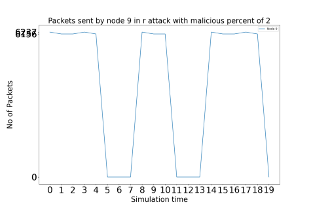 Packets sent by node 9 in r attack with malicious percent of 2
No of Packets
0
0 1 2 3 4 5 6 7 8 9 10 11 12 13 14 15 16 17 18 19
Simulation time